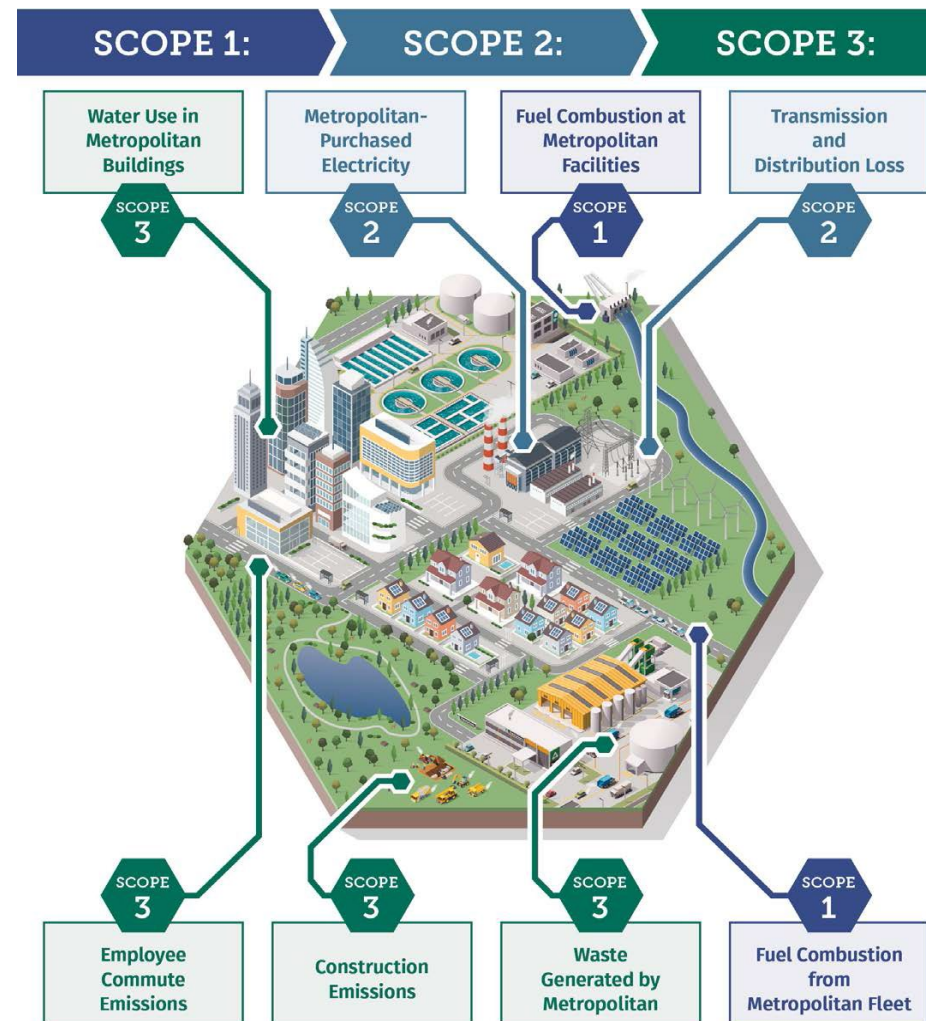 SCOPE 1:
SCOPE 2:
SCOPE 3:
Water Use in
Metropolitan
Buildings
SCOPE
3
Metropolitan-
Purchased
Electricity
SCOPE
2
Fuel Combustion at
Metropolitan
Facilities
SCOPE
1
Transmission
and
Distribution Loss
SCOPE
2
SCOPE
3
Employee
Commute
Emissions
SCOPE
3
Construction
Emissions
SCOPE
3
Waste
Generated by
Metropolitan
SCOPE
1
Fuel Combustion
from
Metropolitan Fleet